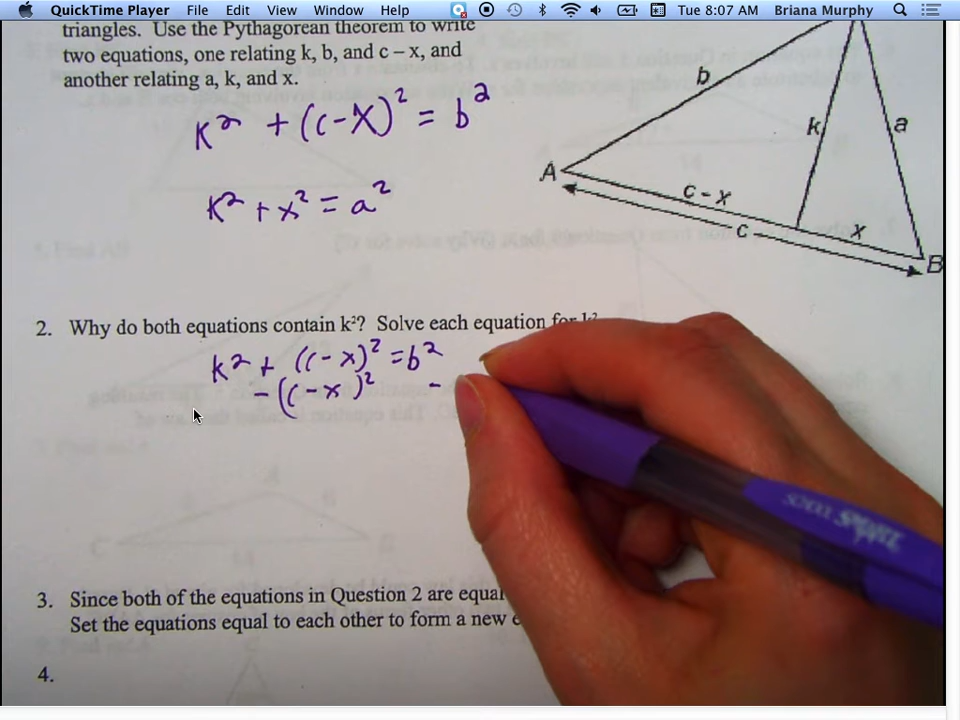 QuickTime Player File Edit View Window Help Tue 8:07 AM Briana Murphy
triangles. Use the Pythagorean theorem to write
two equations, one relating k, b, and c – x, and
another relating a, k, and x.
k² + (c-x)² = b²
k² + x² = a²
b
k
a
A
c - x
c
x
B
2. Why do both equations contain k²? Solve each equation for k²
k² + (c-x)² = b²
- (c-x)² -
3. Since both of the equations in Question 2 are equal
Set the equations equal to each other to form a new
4.